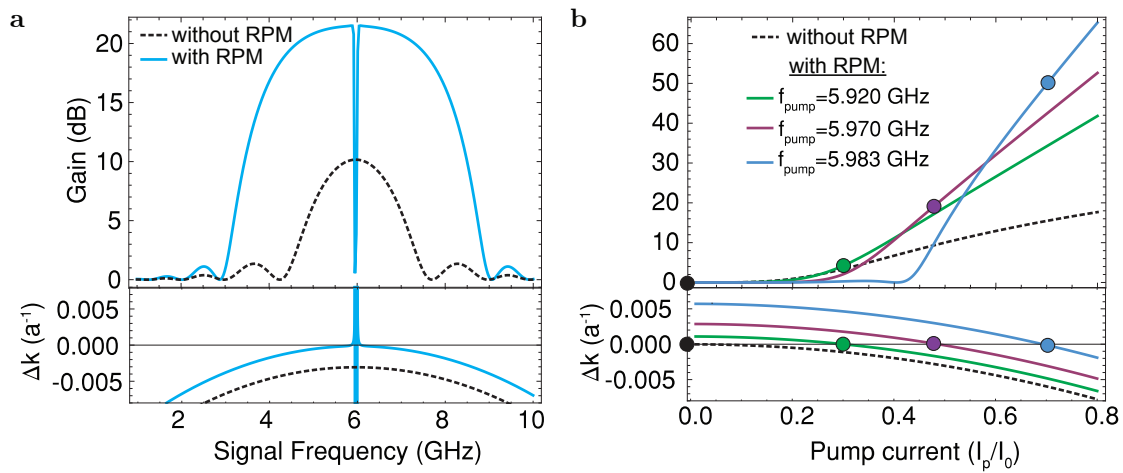 a
Gain (dB)
20
15
10
5
0
without RPM
with RPM
Δk (a⁻¹)
0.005
0.000
-0.005
2 4 6 8 10
Signal Frequency (GHz)
b
60
50
40
30
20
10
0
without RPM
with RPM:
f_pump=5.920 GHz
f_pump=5.970 GHz
f_pump=5.983 GHz
Δk (a⁻¹)
0.005
0.000
-0.005
0.0 0.2 0.4 0.6 0.8
Pump current (I_p/I_0)